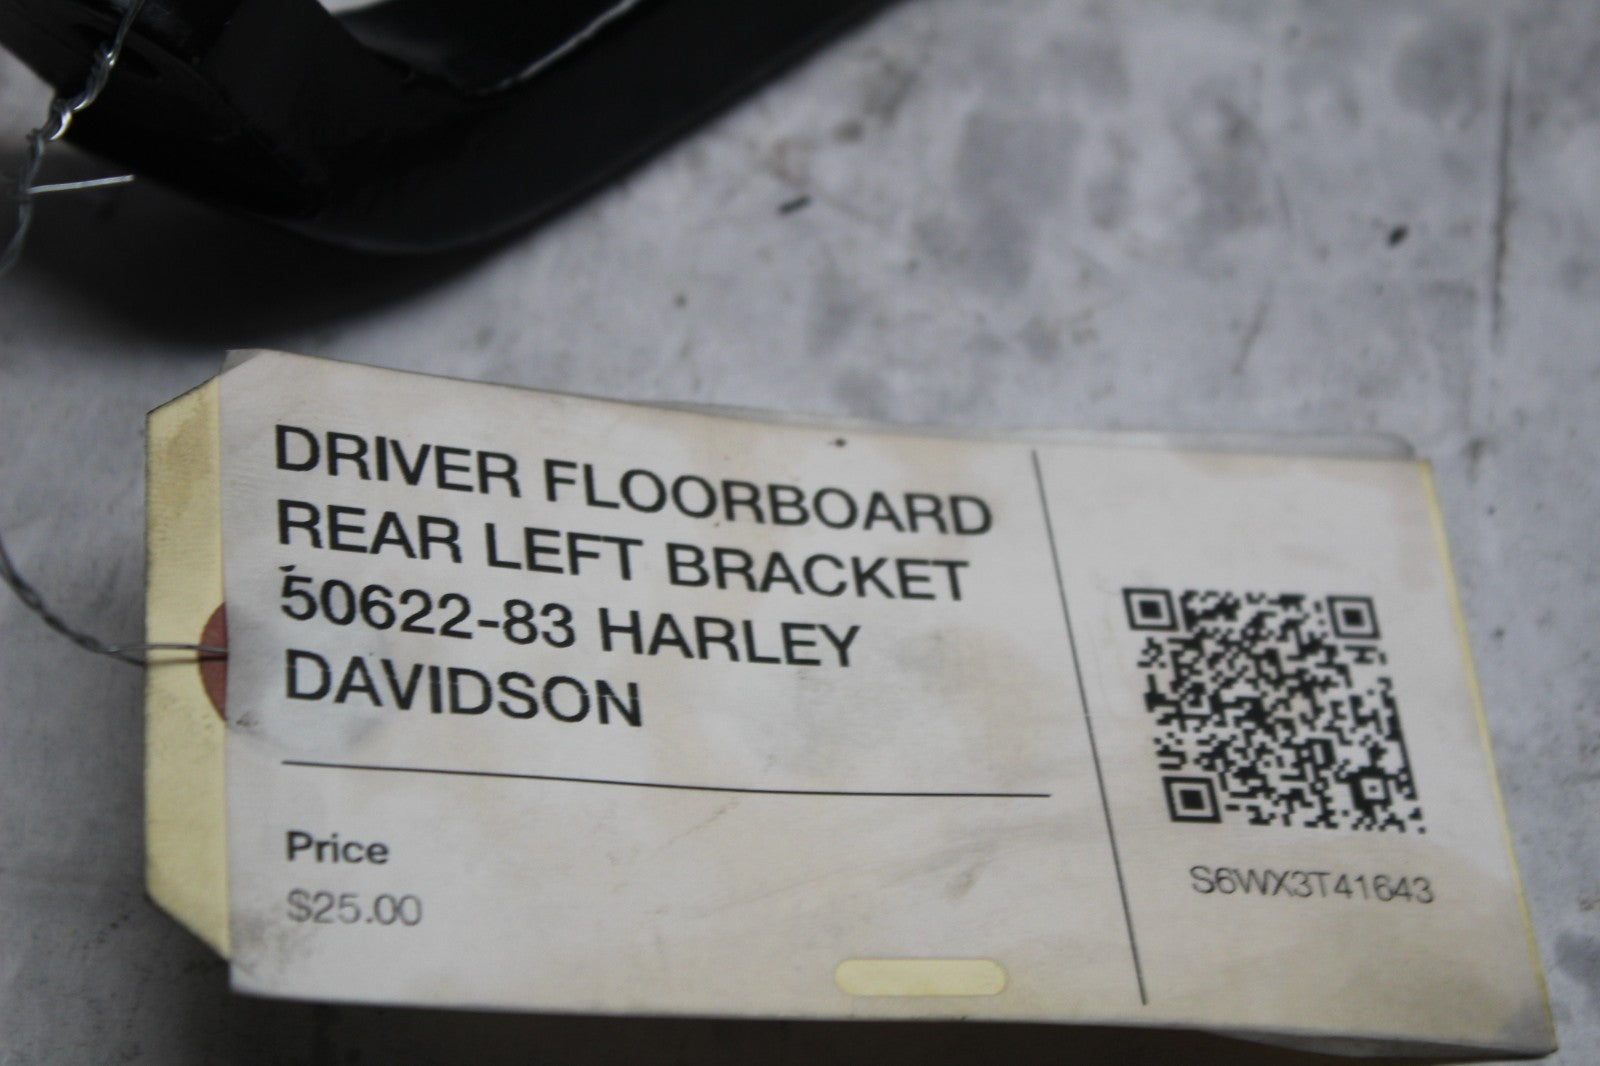 DRIVER FLOORBOARD
REAR LEFT BRACKET
50622-83 HARLEY
DAVIDSON
Price
$25.00
S6WX3T41643